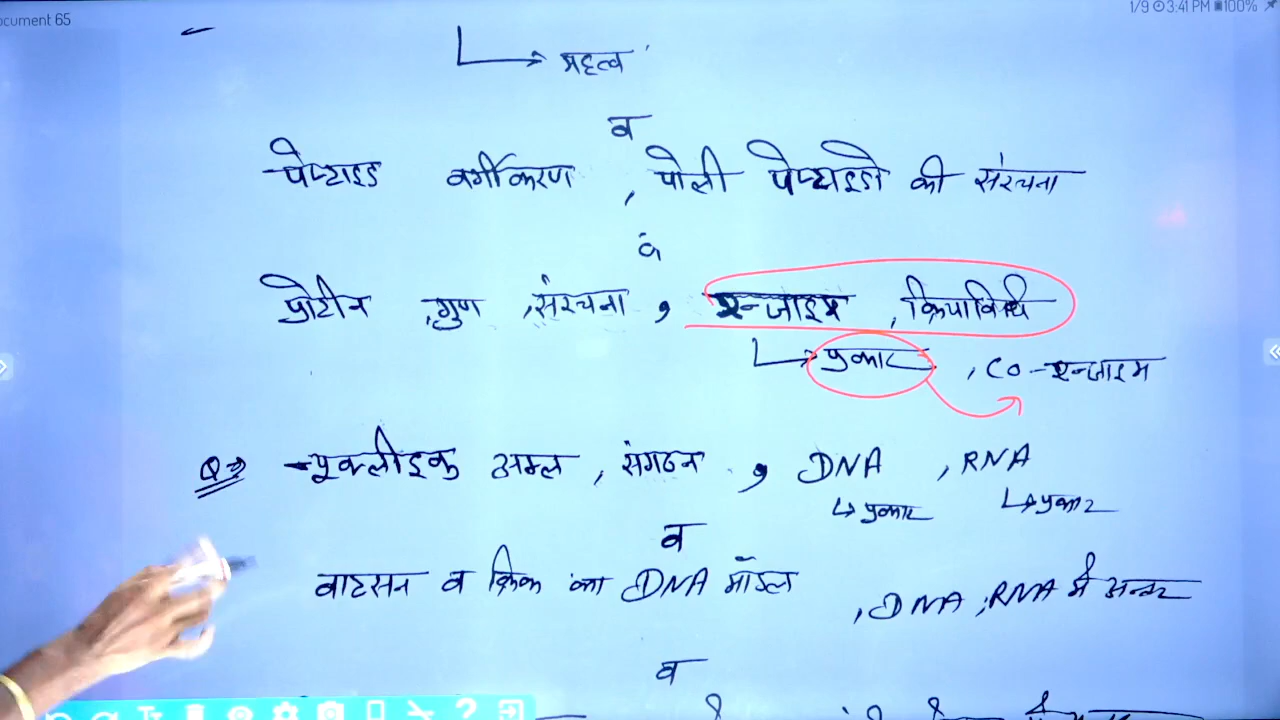 ocument 65
1/9 3:41 PM 100%
महत्व
व
पेप्टाइड वर्गीकरण , पोली पेप्टाइडो की संरचना
व
प्रोटीन , गुण , संरचना , एन्जाइम , क्रियाविधि
प्रकार , CO - एन्जाइम
Q ⇒ न्यूक्लीइक अम्ल , संगठन , DNA , RNA
प्रकार प्रकार
व
वाटसन व क्रिक का DNA मॉडल , DNA , RNA में अन्तर
व